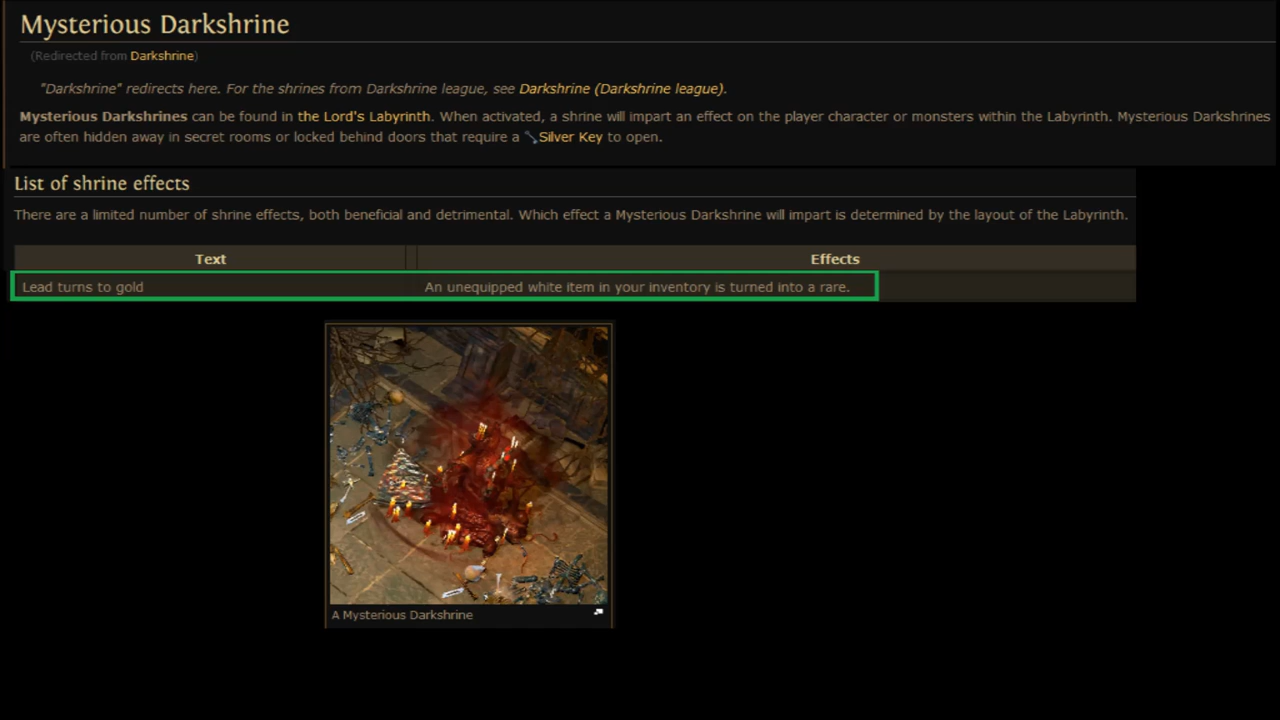 Mysterious Darkshrine
(Redirected from Darkshrine)
"Darkshrine" redirects here. For the shrines from Darkshrine league, see Darkshrine (Darkshrine league).
Mysterious Darkshrines can be found in the Lord's Labyrinth. When activated, a shrine will impart an effect on the player character or monsters within the Labyrinth. Mysterious Darkshrines
are often hidden away in secret rooms or locked behind doors that require a Silver Key to open.
List of shrine effects
There are a limited number of shrine effects, both beneficial and detrimental. Which effect a Mysterious Darkshrine will impart is determined by the layout of the Labyrinth.
Text Effects
Lead turns to gold An unequipped white item in your inventory is turned into a rare.
A Mysterious Darkshrine